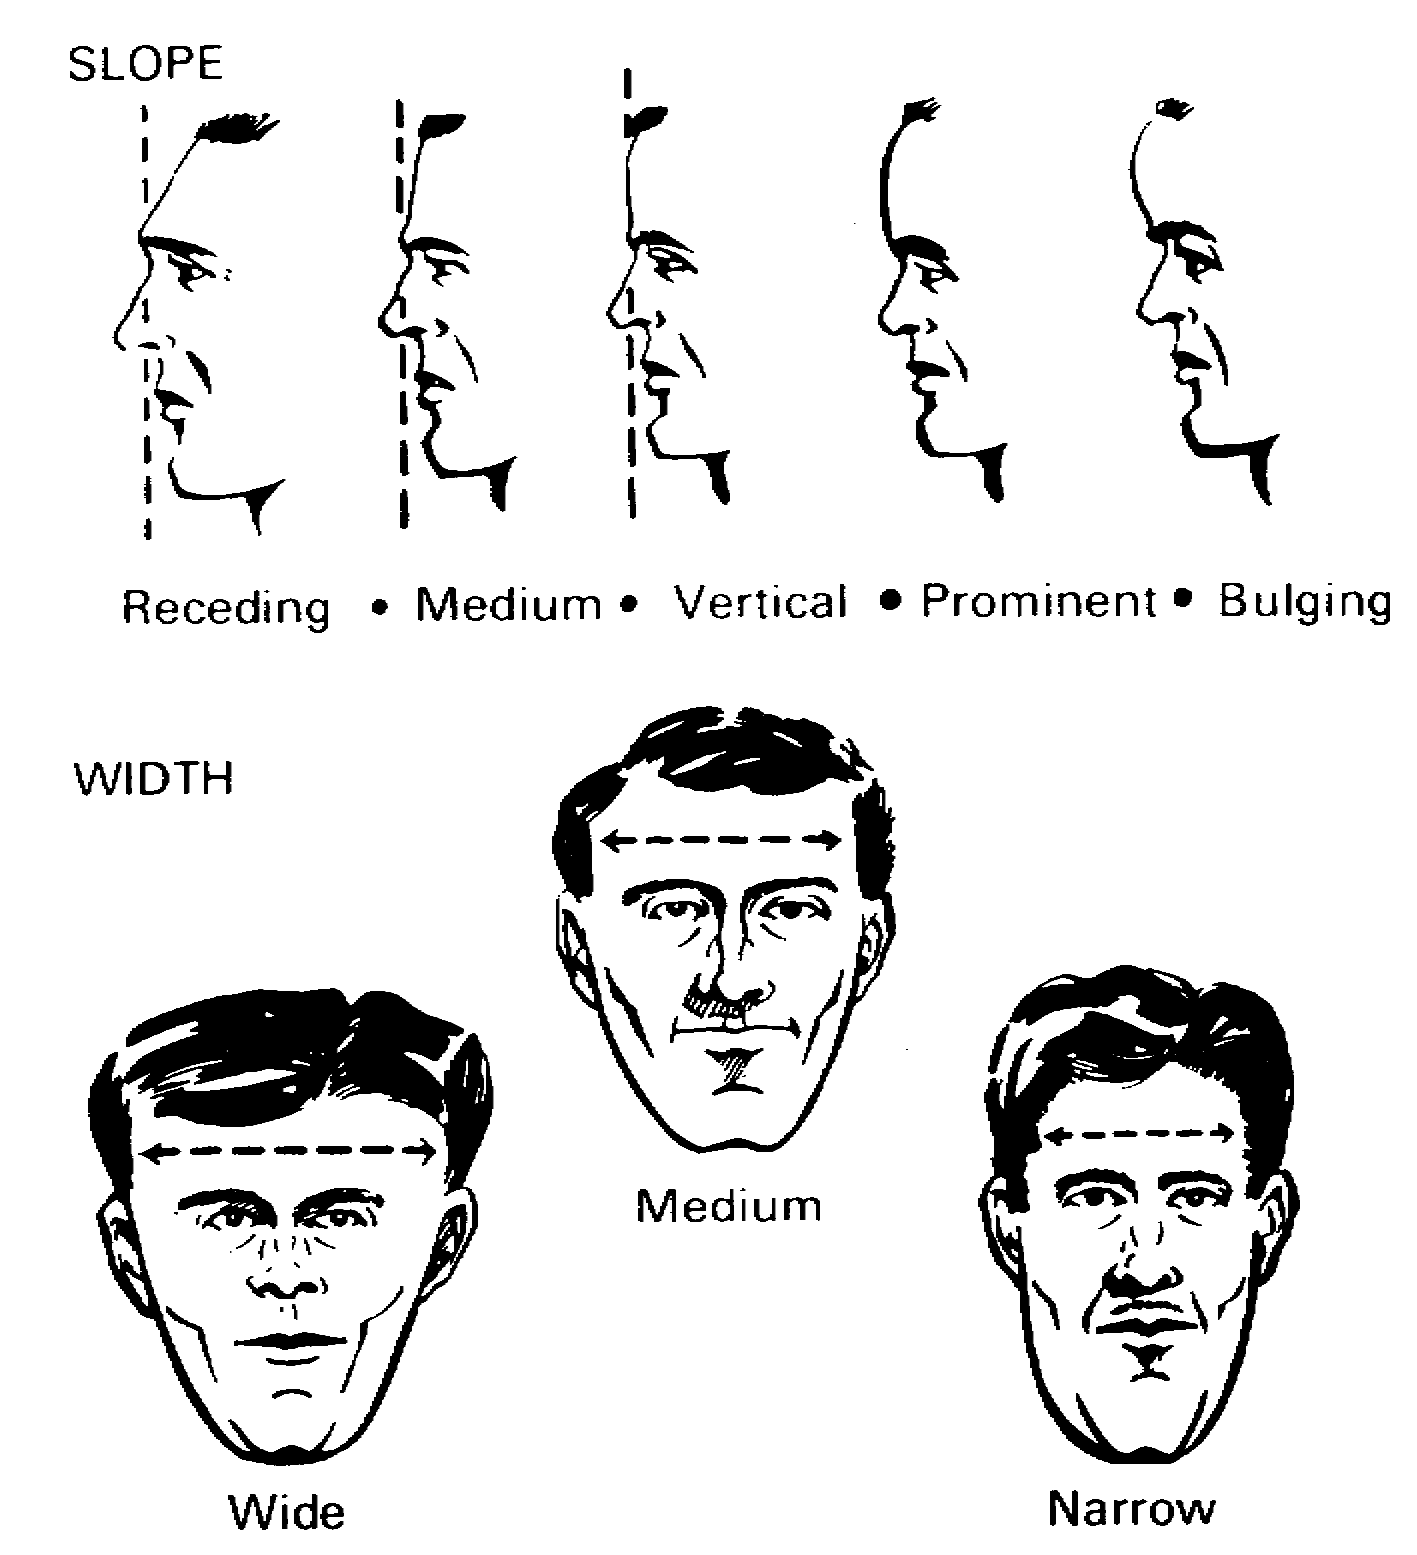 SLOPE
Receding • Medium • Vertical • Prominent • Bulging
WIDTH
Medium
Wide
Narrow